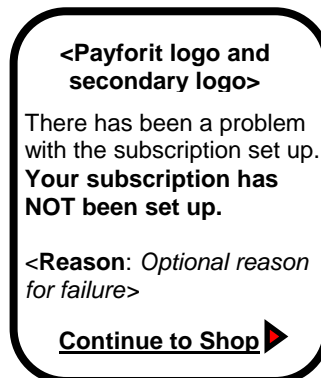 <Payforit logo and
secondary logo>
There has been a problem
with the subscription set up.
Your subscription has
NOT been set up.
<Reason: Optional reason
for failure>
Continue to Shop